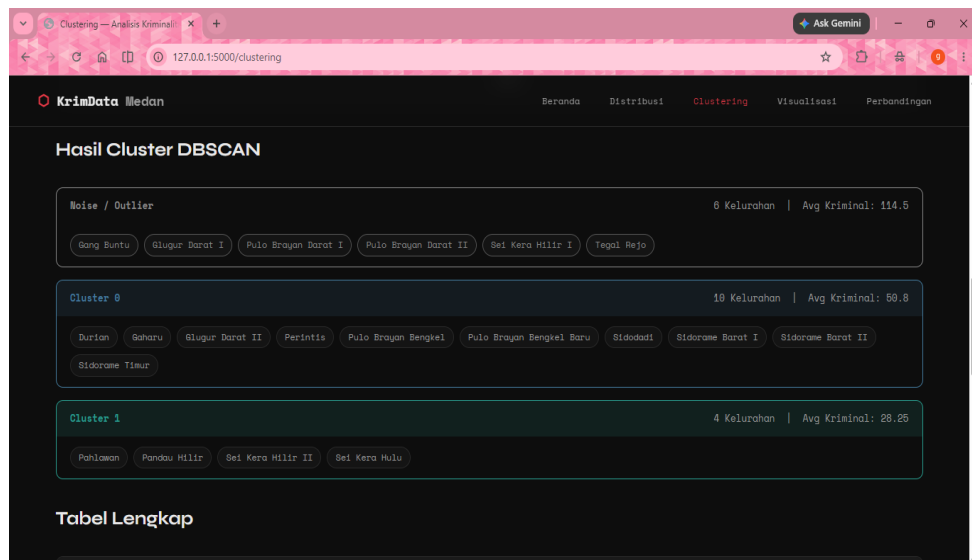 Clustering — Analisis Kriminali
Ask Gemini
127.0.0.1:5000/clustering
g
KrimData Medan
Beranda Distribusi Clustering Visualisasi Perbandingan
Hasil Cluster DBSCAN
Noise / Outlier 6 Kelurahan | Avg Kriminal: 114.5
Gang Buntu Glugur Darat I Pulo Brayan Darat I Pulo Brayan Darat II Sei Kera Hilir I Tegal Rejo
Cluster 0 10 Kelurahan | Avg Kriminal: 50.8
Durian Gaharu Glugur Darat II Perintis Pulo Brayan Bengkel Pulo Brayan Bengkel Baru Sidodadi Sidorame Barat I Sidorame Barat II
Sidorame Timur
Cluster 1 4 Kelurahan | Avg Kriminal: 28.25
Pahlawan Pandau Hilir Sei Kera Hilir II Sei Kera Hulu
Tabel Lengkap